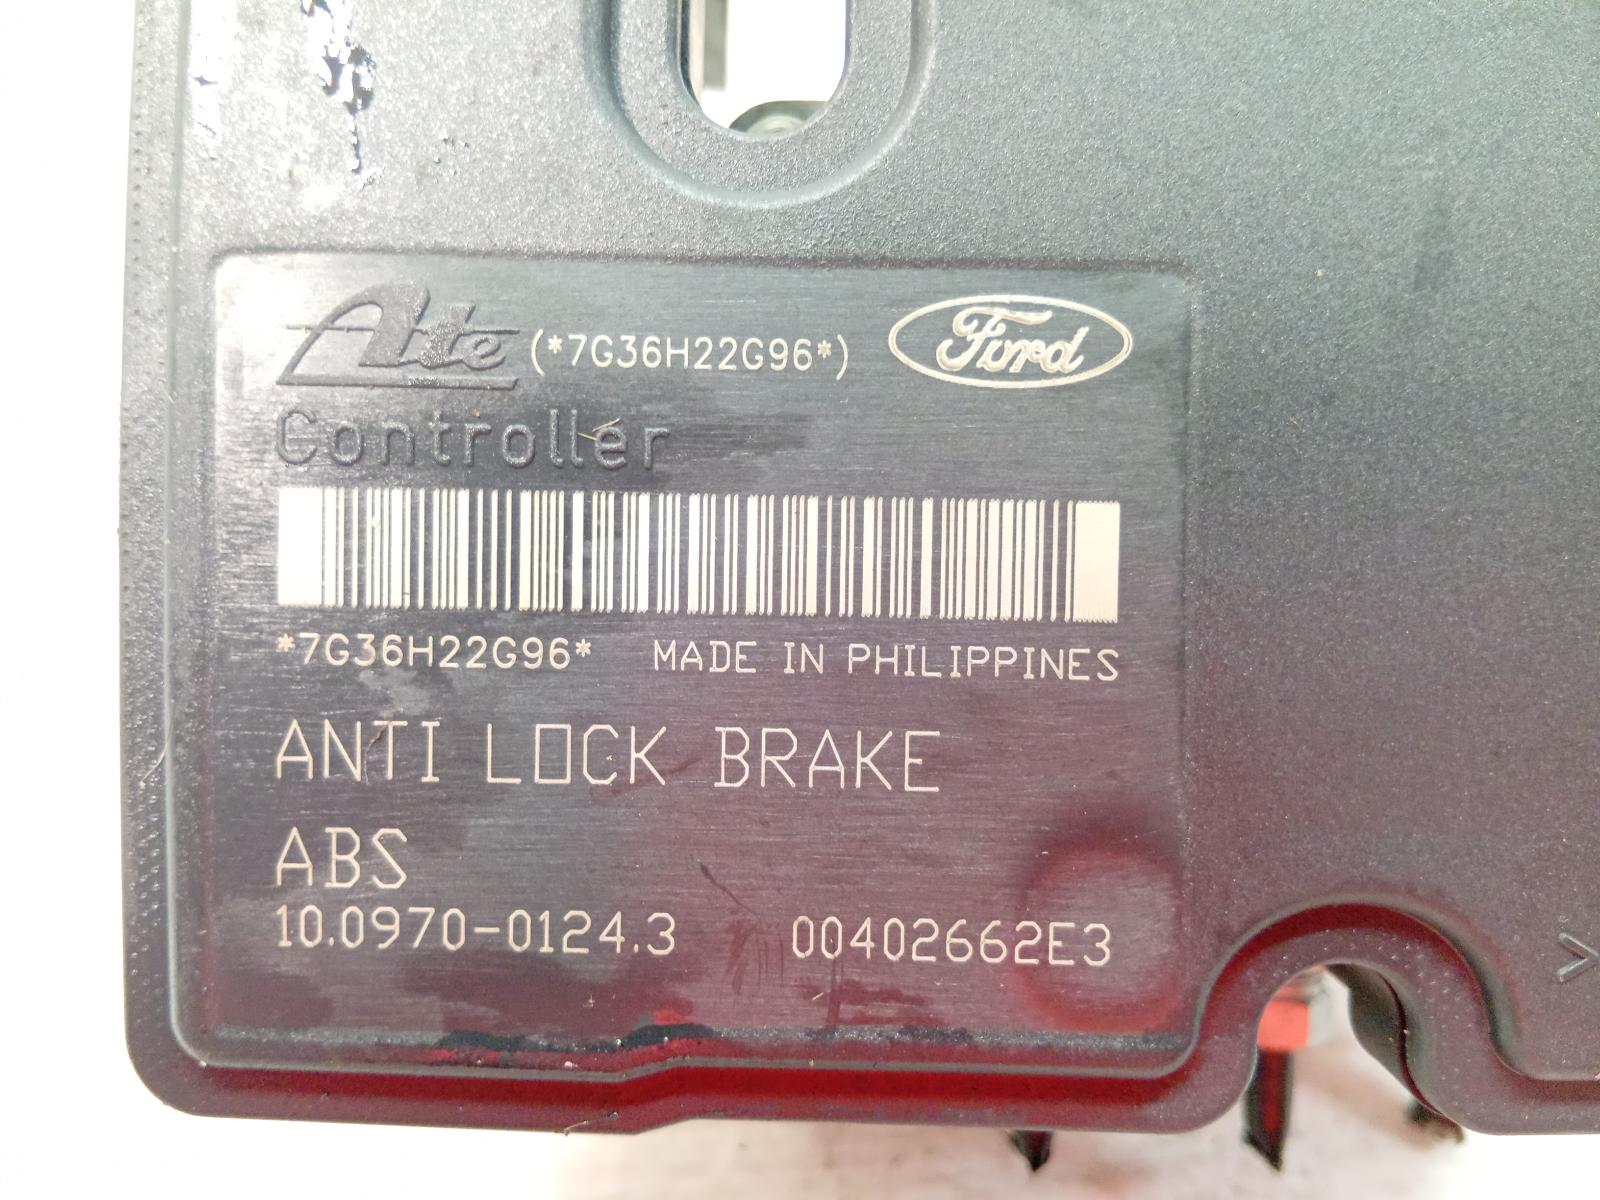 Ate (*7G36H22G96*) Ford
Controller
*7G36H22G96* MADE IN PHILIPPINES
ANTI LOCK BRAKE
ABS
10.0970-0124.3 00402662E3
>